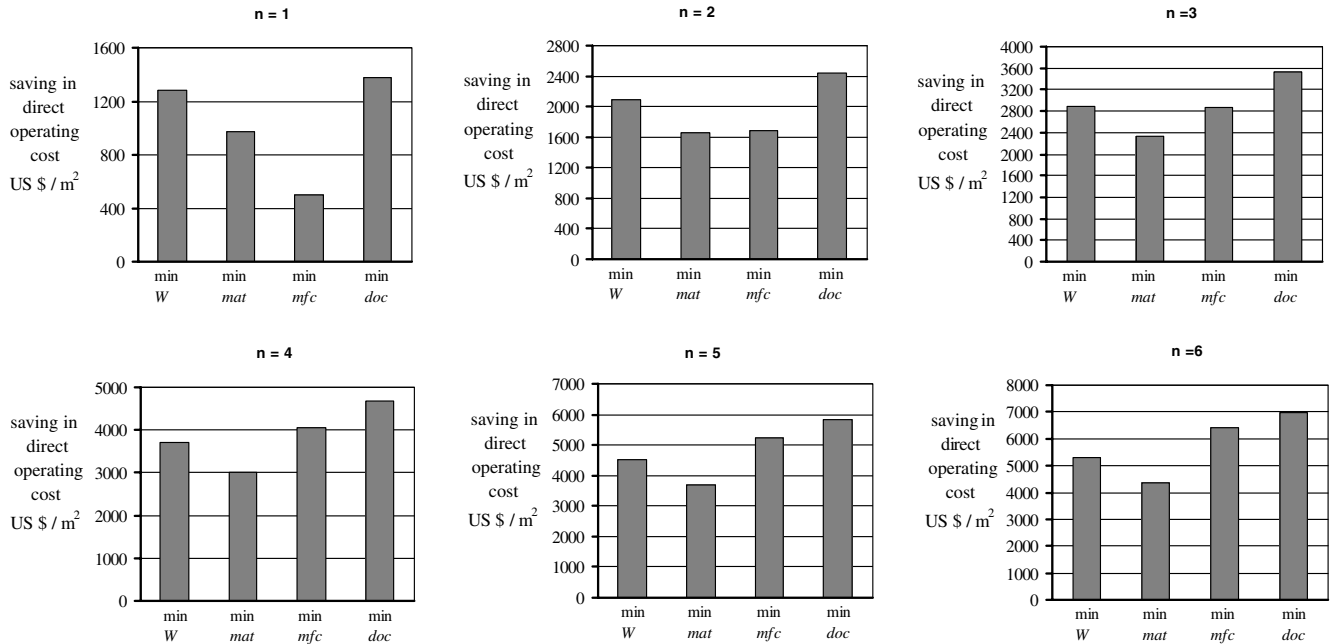 n = 1
saving in
direct
operating
cost
US $ / m²
1600
1200
800
400
0
min min min min
W mat mfc doc
n = 2
saving in
direct
operating
cost
US $ / m²
2800
2400
2000
1600
1200
800
400
0
min min min min
W mat mfc doc
n =3
saving in
direct
operating
cost
US $ / m²
4000
3600
3200
2800
2400
2000
1600
1200
800
400
0
min min min min
W mat mfc doc
n = 4
saving in
direct
operating
cost
US $ / m²
5000
4000
3000
2000
1000
0
min min min min
W mat mfc doc
n = 5
saving in
direct
operating
cost
US $ / m²
7000
6000
5000
4000
3000
2000
1000
0
min min min min
W mat mfc doc
n =6
saving in
direct
operating
cost
US $ / m²
8000
7000
6000
5000
4000
3000
2000
1000
0
min min min min
W mat mfc doc